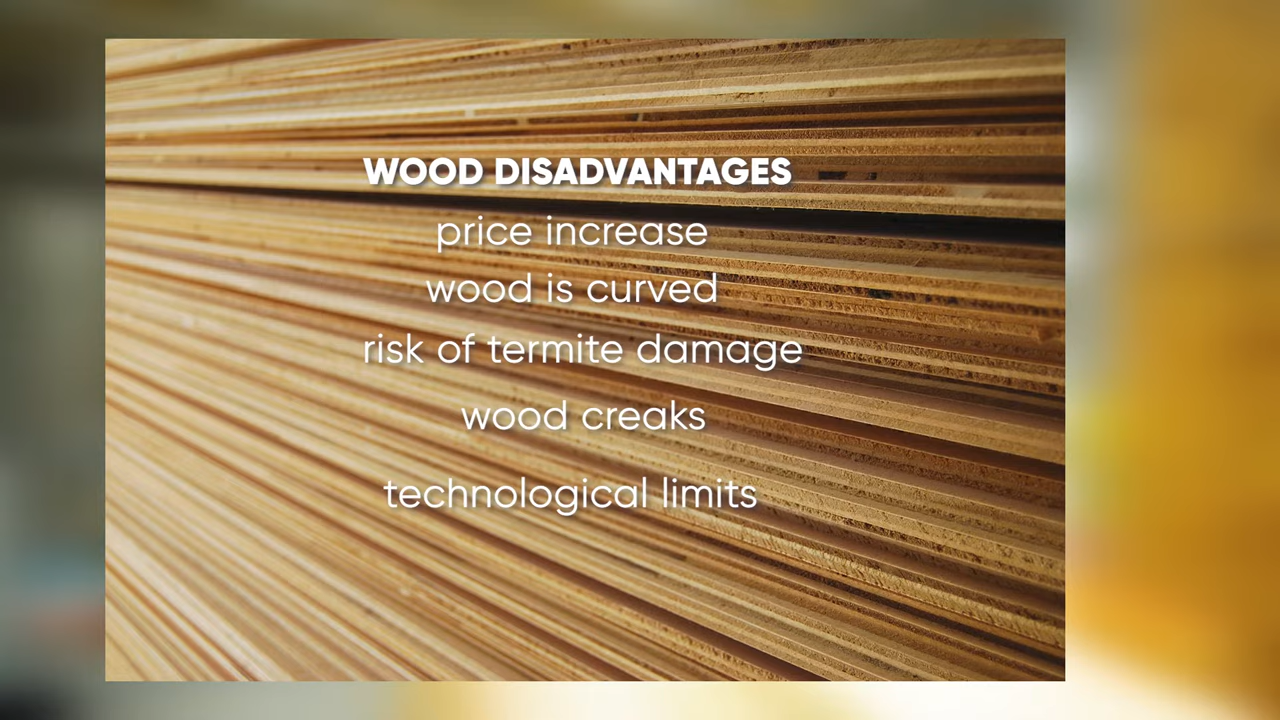 WOOD DISADVANTAGES
price increase
wood is curved
risk of termite damage
wood creaks
technological limits